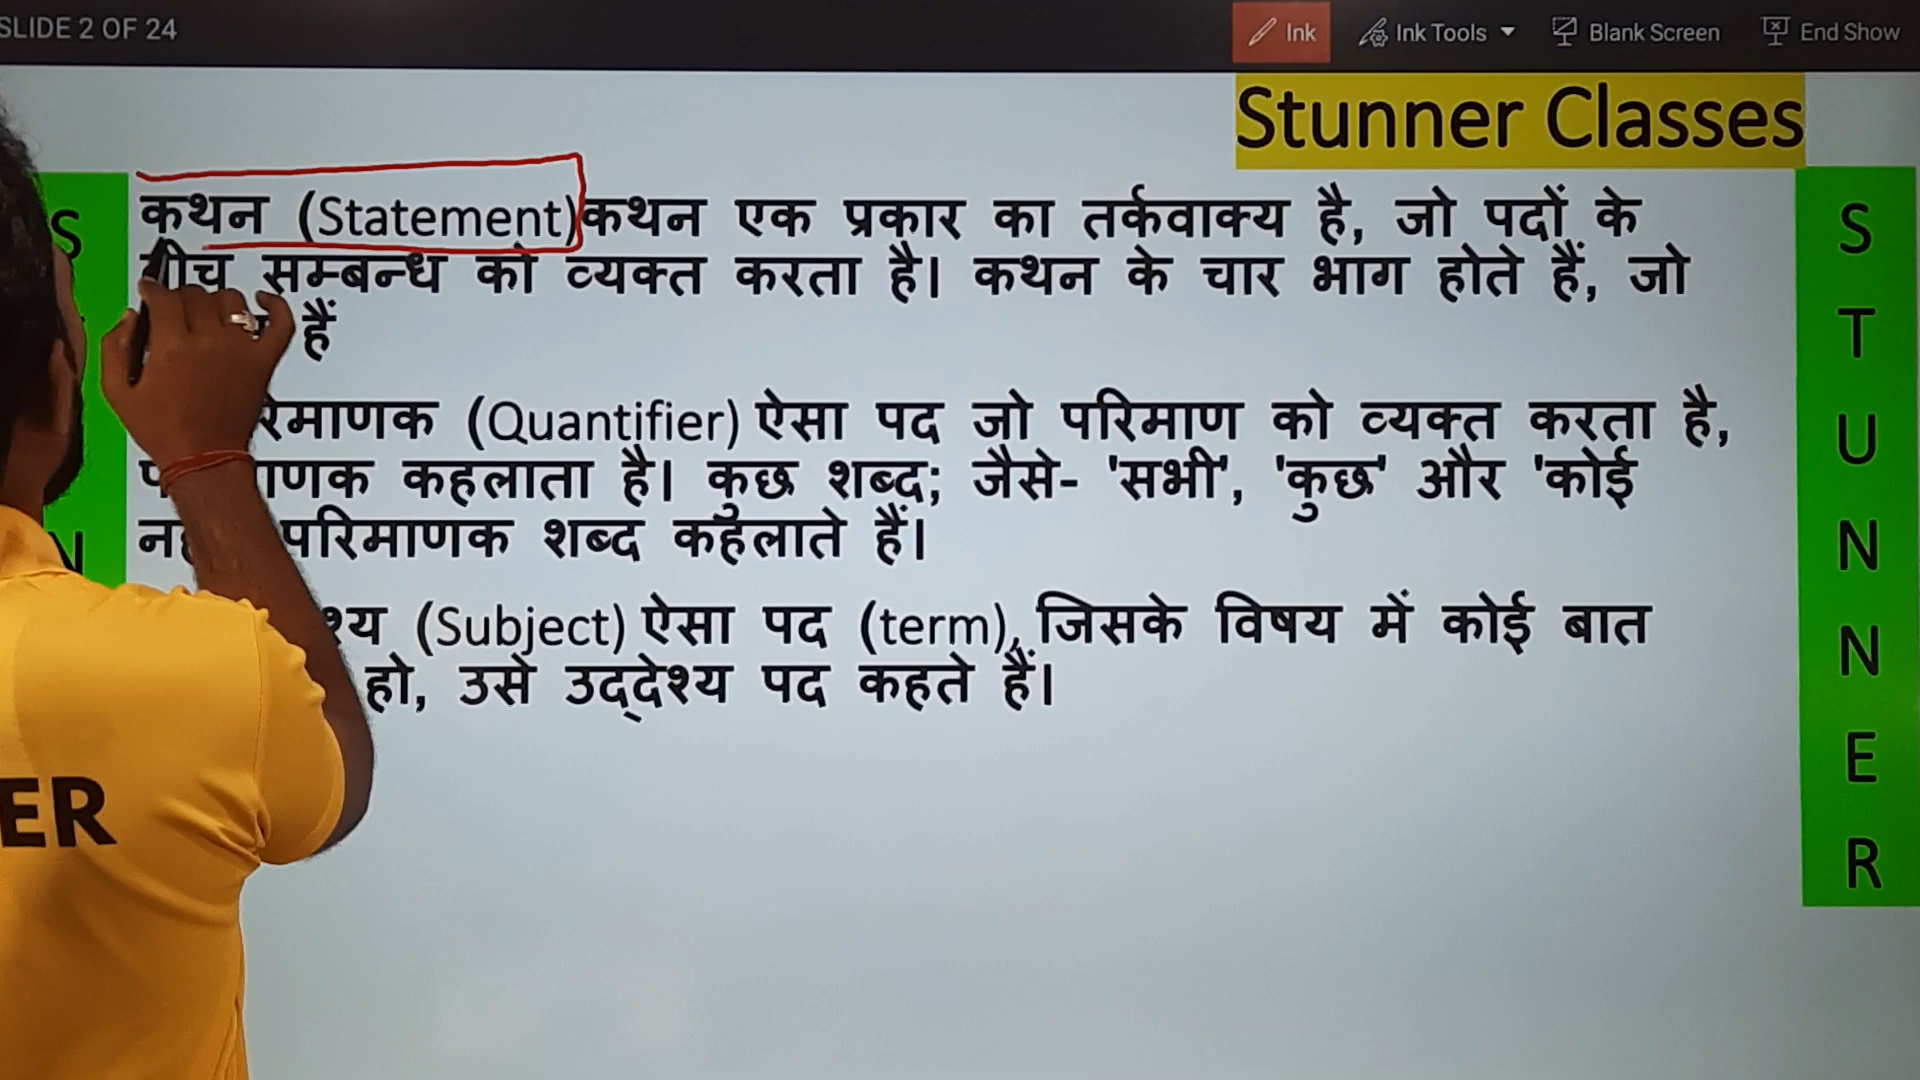 SLIDE 2 OF 24
Ink
Ink Tools
Blank Screen
End Show
Stunner Classes
कथन (Statement)कथन एक प्रकार का तर्कवाक्य है, जो पदों के
सम्बन्ध को व्यक्त करता है। कथन के चार भाग होते हैं, जो
हैं
(Quantifier) ऐसा पद जो परिमाण को व्यक्त करता है,
कहलाता है। कुछ शब्द; जैसे- 'सभी', 'कुछ' और 'कोई
परिमाणक शब्द कहलाते हैं।
(Subject) ऐसा पद (term), जिसके विषय में कोई बात
हो, उसे उद्देश्य पद कहते हैं।
S
N
S
T
U
N
N
E
R
ER